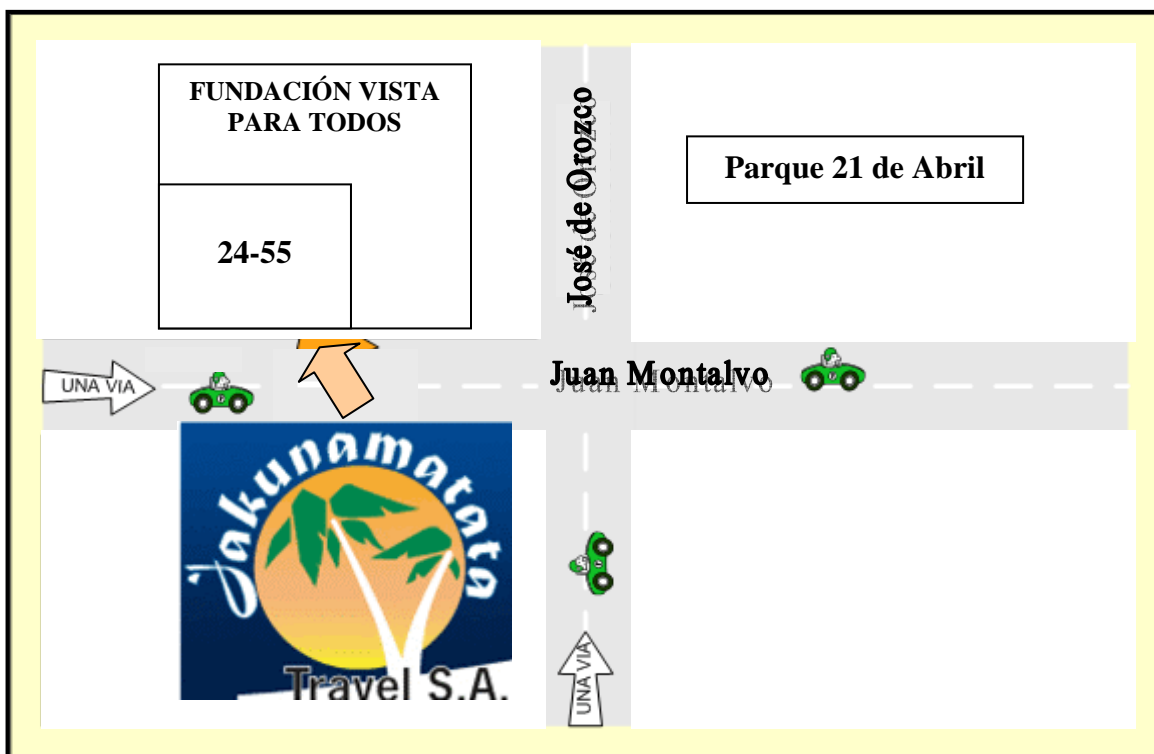 FUNDACIÓN VISTA
PARA TODOS
24-55
José de Orozco
Parque 21 de Abril
Juan Montalvo
UNA VIA
Jakunamata
Travel S.A.
UNA VIA